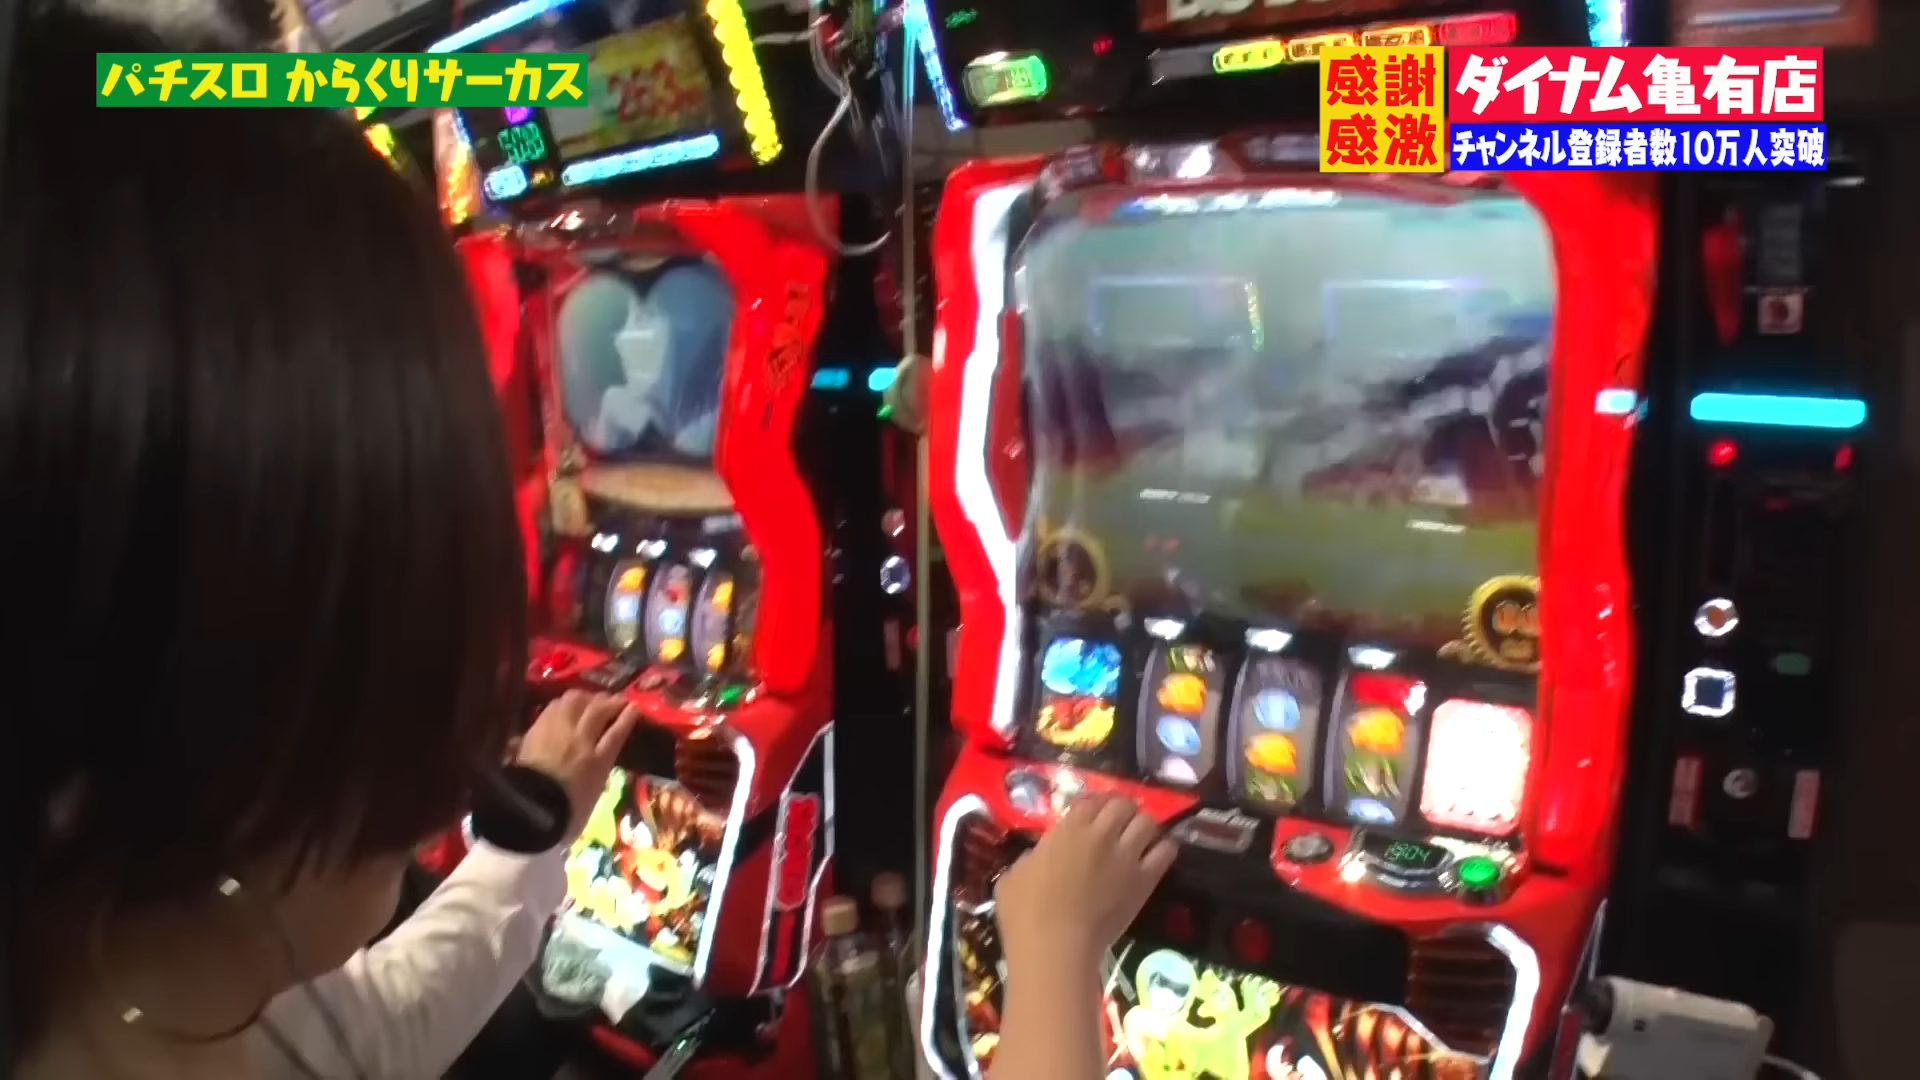 パチスロ からくりサーカス
感謝
感激
ダイナム亀有店
チャンネル登録者数10万人突破